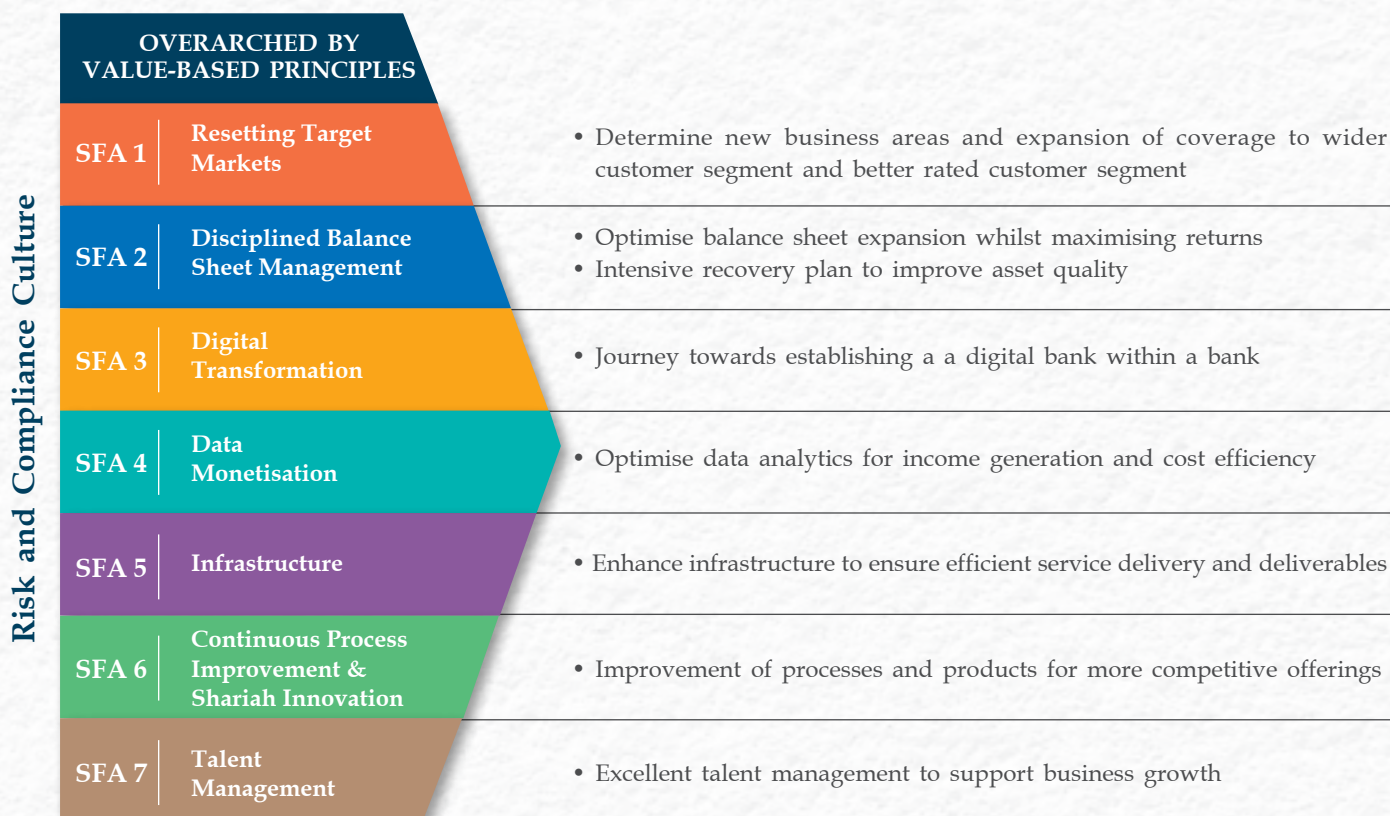 OVERARCHED BY
VALUE-BASED PRINCIPLES
Risk and Compliance Culture
SFA 1
Resetting Target
Markets
• Determine new business areas and expansion of coverage to wider
customer segment and better rated customer segment
SFA 2
Disciplined Balance
Sheet Management
• Optimise balance sheet expansion whilst maximising returns
• Intensive recovery plan to improve asset quality
SFA 3
Digital
Transformation
• Journey towards establishing a a digital bank within a bank
SFA 4
Data
Monetisation
• Optimise data analytics for income generation and cost efficiency
SFA 5
Infrastructure
• Enhance infrastructure to ensure efficient service delivery and deliverables
SFA 6
Continuous Process
Improvement &
Shariah Innovation
• Improvement of processes and products for more competitive offerings
SFA 7
Talent
Management
• Excellent talent management to support business growth